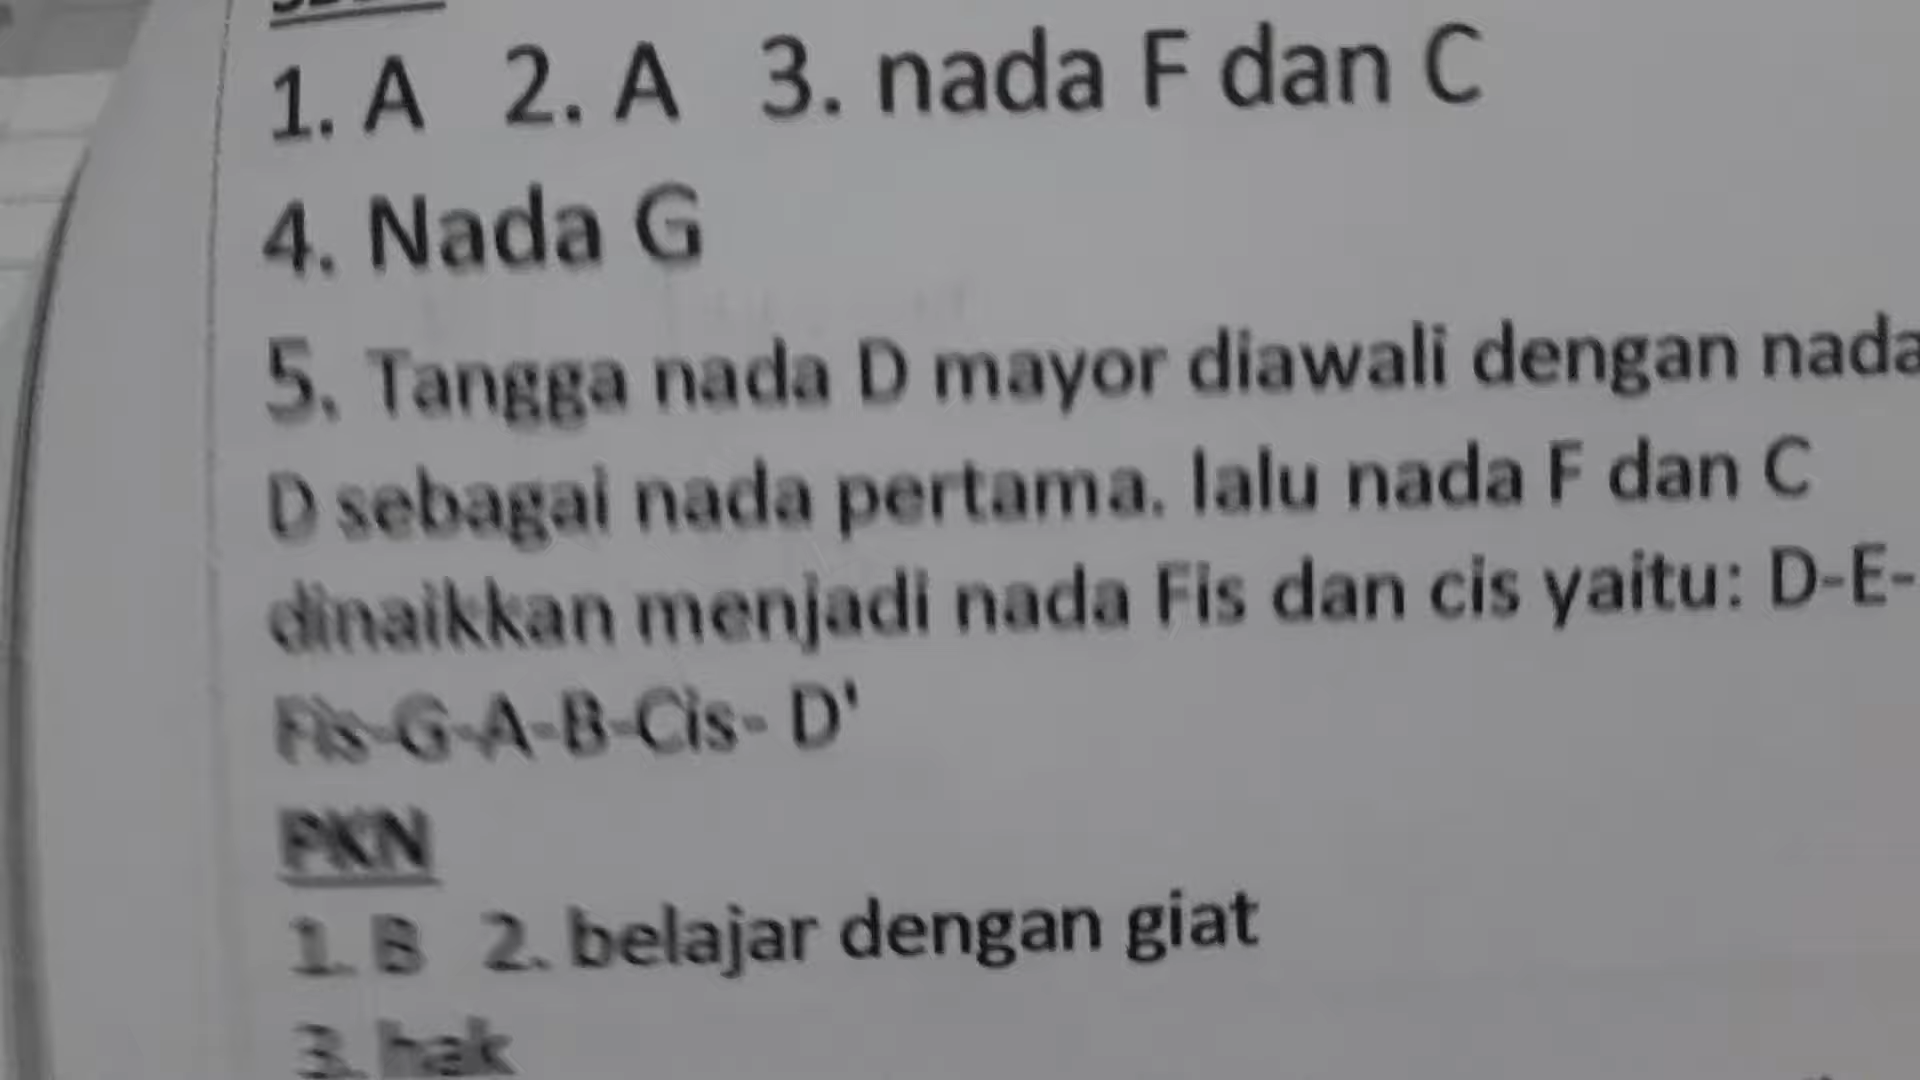 1. A 2. A 3. nada F dan C
4. Nada G
5. Tangga nada D mayor diawali dengan nada
D sebagai nada pertama. lalu nada F dan C
dinaikkan menjadi nada Fis dan cis yaitu: D-E-
Fis-G-A-B-Cis- D'
PKN
1. B 2. belajar dengan giat
3. hak